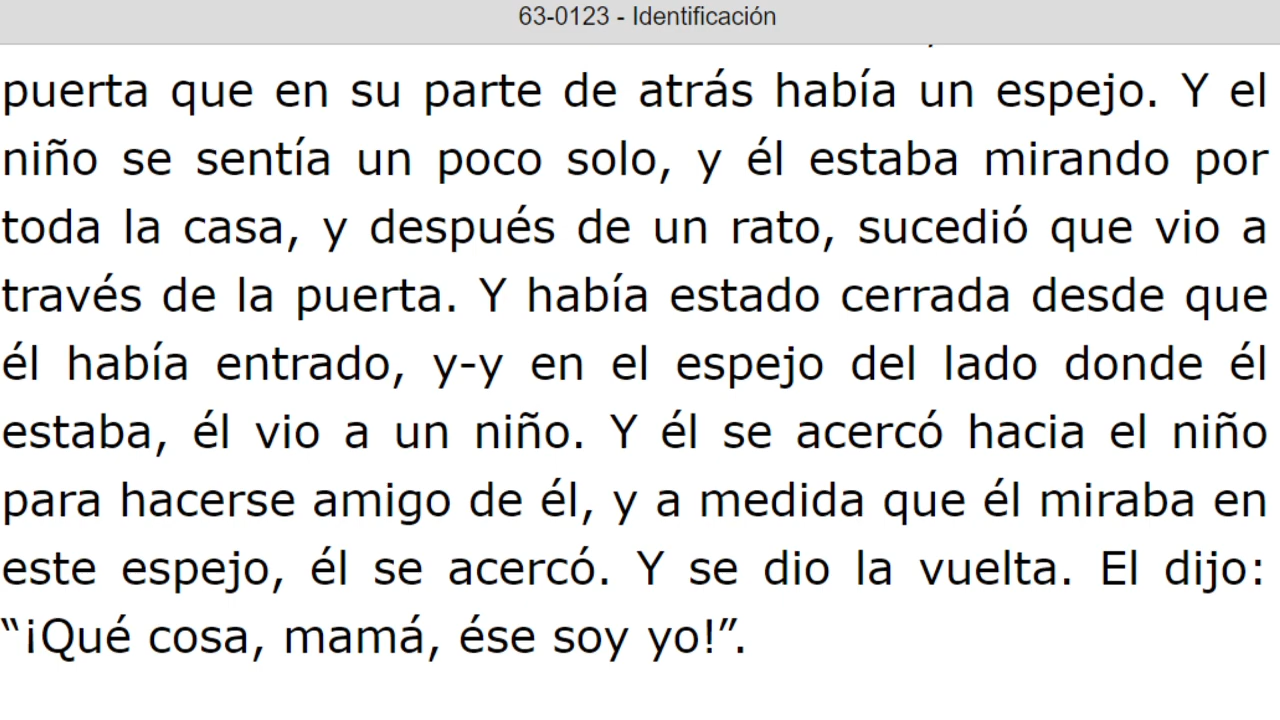 63-0123 - Identificación
puerta que en su parte de atrás había un espejo. Y el
niño se sentía un poco solo, y él estaba mirando por
toda la casa, y después de un rato, sucedió que vio a
través de la puerta. Y había estado cerrada desde que
él había entrado, y-y en el espejo del lado donde él
estaba, él vio a un niño. Y él se acercó hacia el niño
para hacerse amigo de él, y a medida que él miraba en
este espejo, él se acercó. Y se dio la vuelta. El dijo:
“¡Qué cosa, mamá, ése soy yo!”.